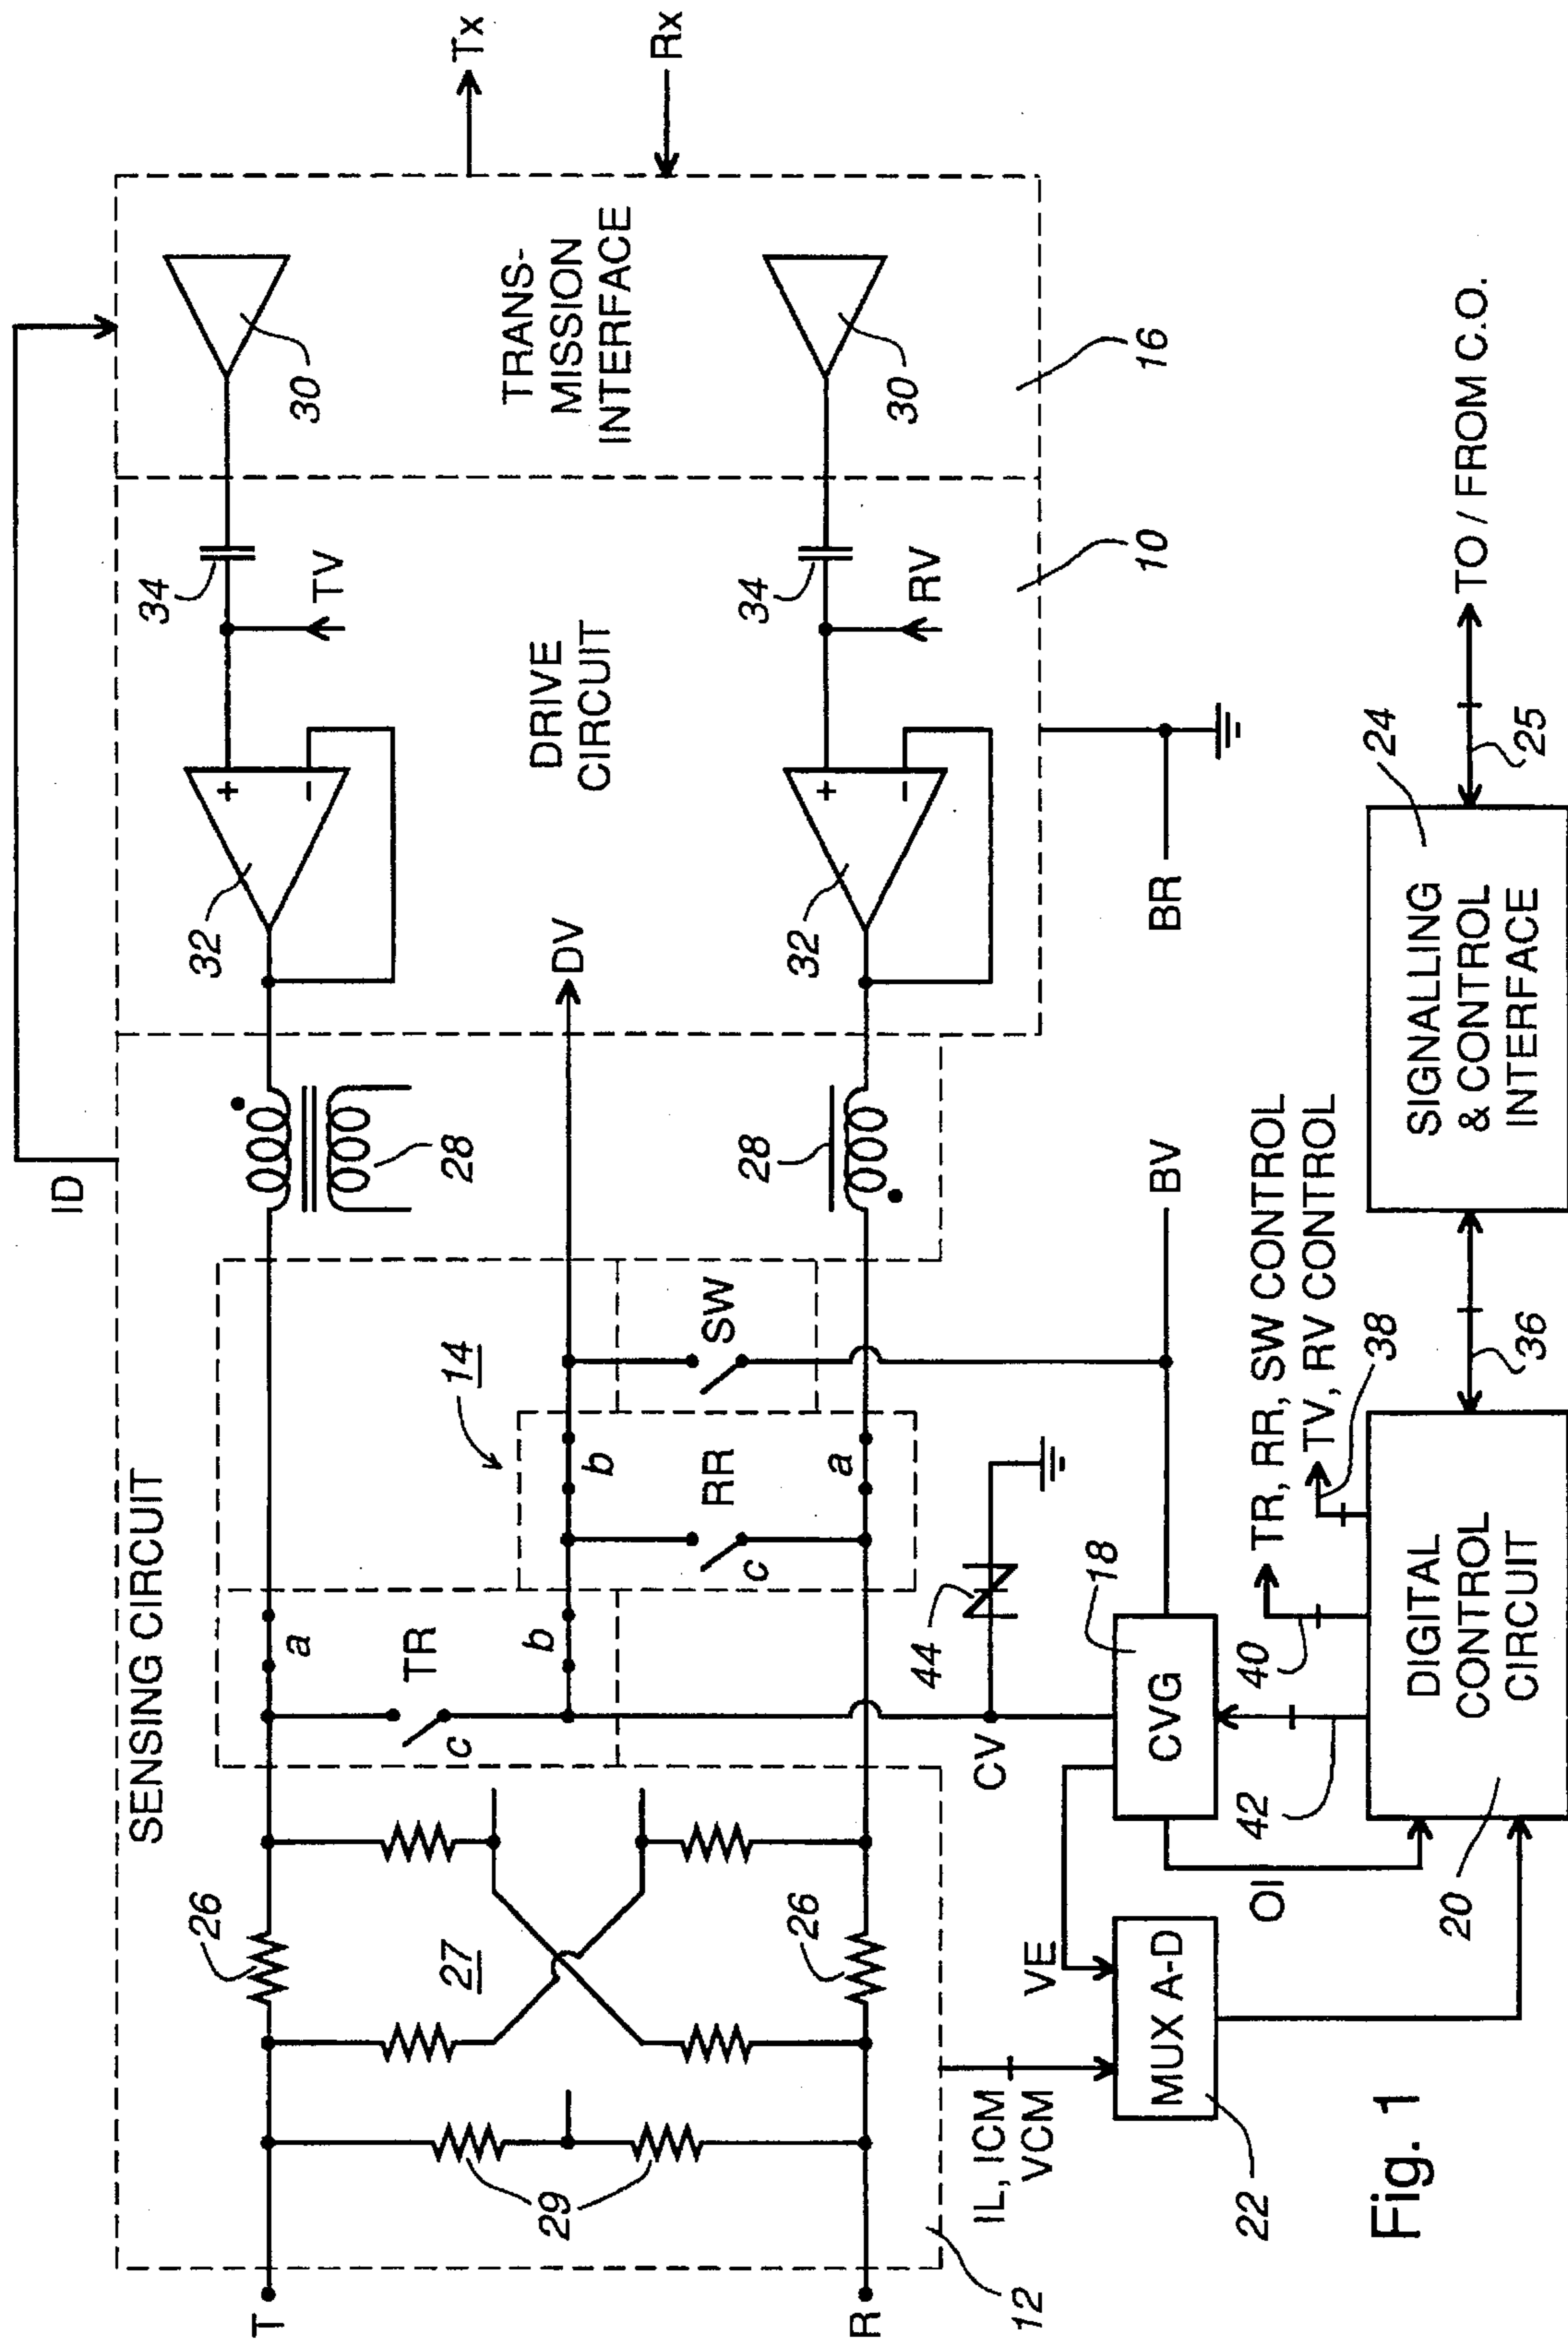 ID
Tx
Rx
SENSING CIRCUIT
T
R
26
27
26
29
12
a
TR
c
b
14
b
RR
c
a
SW
28
28
DV
32
+
−
32
+
−
DRIVE
CIRCUIT
34
TV
34
RV
10
30
30
TRANS-
MISSION
INTERFACE
16
IL, ICM
VCM
VE
MUX A-D
22
OI
CV
44
CVG
18
BV
BR
42
40
TR, RR, SW CONTROL
TV, RV CONTROL
38
DIGITAL
CONTROL
CIRCUIT
20
36
SIGNALLING
& CONTROL
INTERFACE
24
25
TO / FROM C.O.
Fig. 1